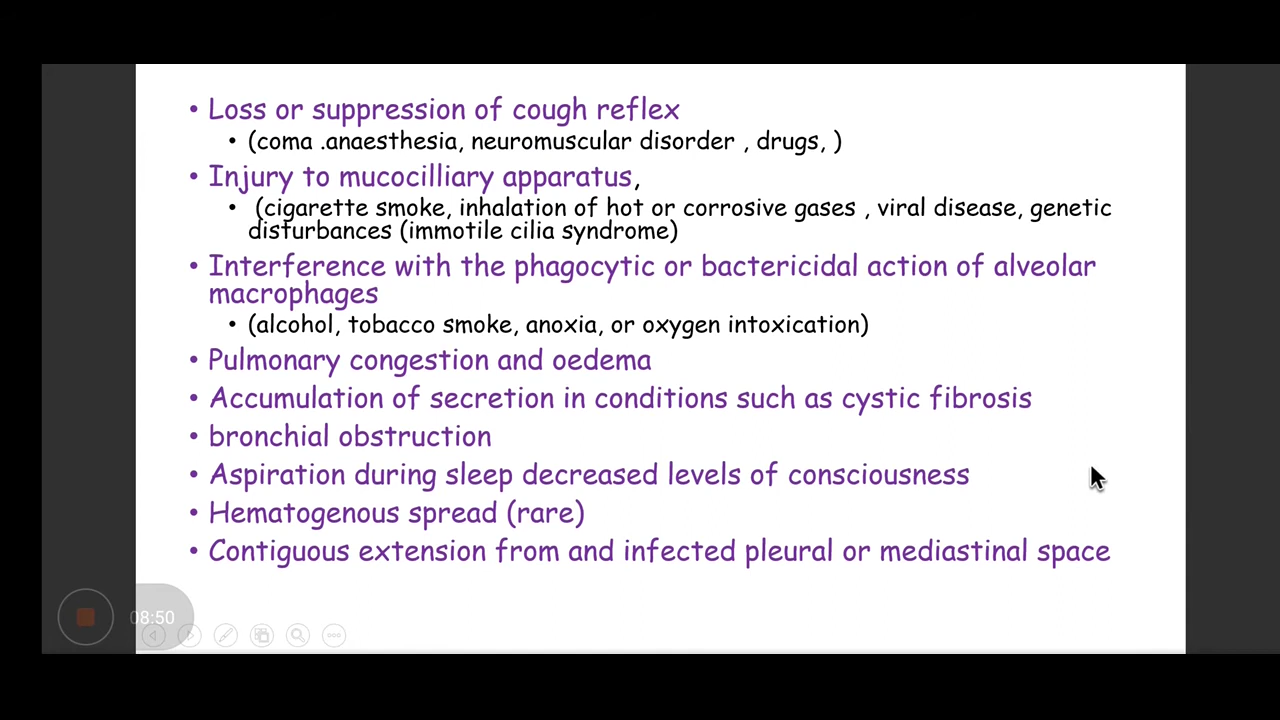 • Loss or suppression of cough reflex
• (coma .anaesthesia, neuromuscular disorder , drugs, )
• Injury to mucocilliary apparatus,
• (cigarette smoke, inhalation of hot or corrosive gases , viral disease, genetic
disturbances (immotile cilia syndrome)
• Interference with the phagocytic or bactericidal action of alveolar
macrophages
• (alcohol, tobacco smoke, anoxia, or oxygen intoxication)
• Pulmonary congestion and oedema
• Accumulation of secretion in conditions such as cystic fibrosis
• bronchial obstruction
• Aspiration during sleep decreased levels of consciousness
• Hematogenous spread (rare)
• Contiguous extension from and infected pleural or mediastinal space
08:50